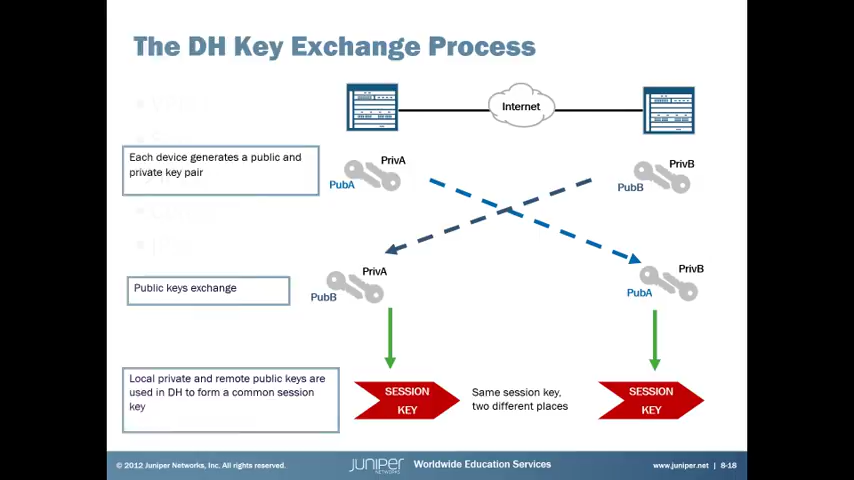 The DH Key Exchange Process
Internet
Each device generates a public and
private key pair
PrivA
PubA
PrivB
PubB
Public keys exchange
PrivA
PubB
PrivB
PubA
Local private and remote public keys are
used in DH to form a common session
key
SESSION
KEY
Same session key,
two different places
SESSION
KEY
© 2012 Juniper Networks, Inc. All rights reserved.
JUNIPER
NETWORKS
Worldwide Education Services
www.juniper.net | 8-18